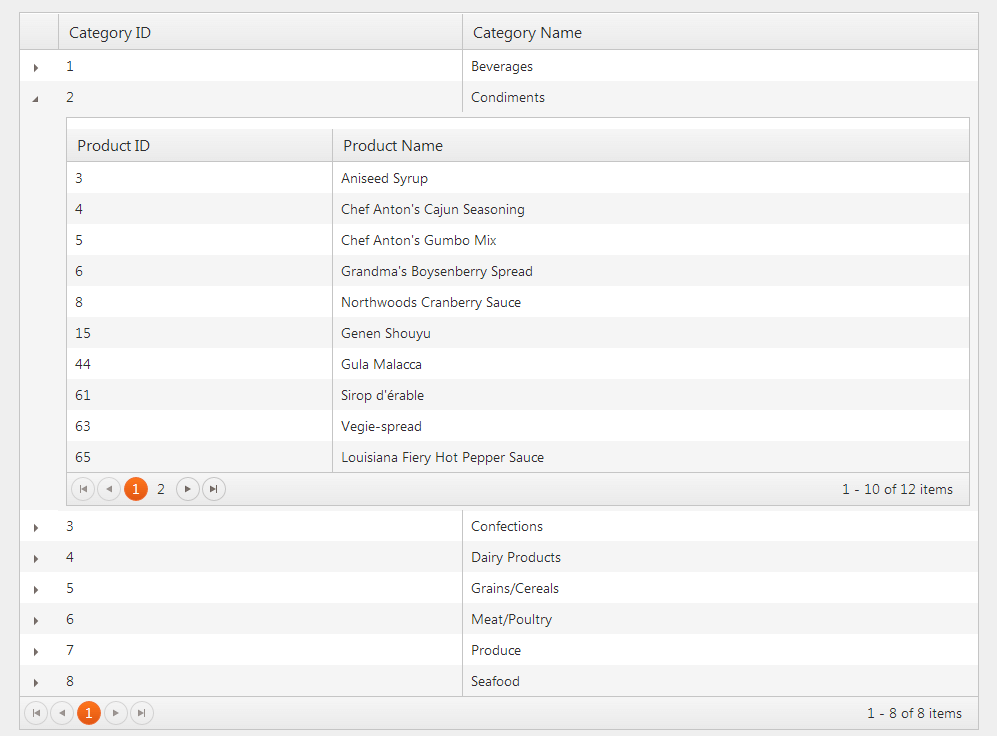 Category ID Category Name
1 Beverages
2 Condiments
Product ID Product Name
3 Aniseed Syrup
4 Chef Anton's Cajun Seasoning
5 Chef Anton's Gumbo Mix
6 Grandma's Boysenberry Spread
8 Northwoods Cranberry Sauce
15 Genen Shouyu
44 Gula Malacca
61 Sirop d'érable
63 Vegie-spread
65 Louisiana Fiery Hot Pepper Sauce
1 2 1 - 10 of 12 items
3 Confections
4 Dairy Products
5 Grains/Cereals
6 Meat/Poultry
7 Produce
8 Seafood
1 1 - 8 of 8 items